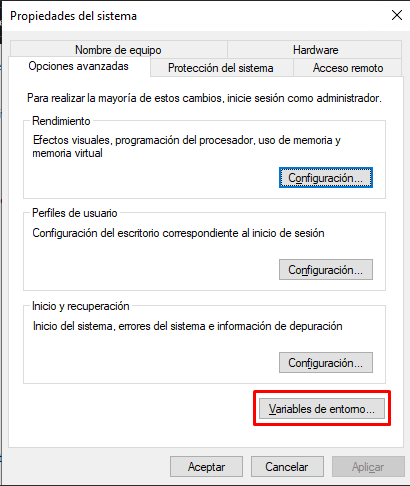 Propiedades del sistema
Nombre de equipo
Hardware
Opciones avanzadas
Protección del sistema
Acceso remoto
Para realizar la mayoría de estos cambios, inicie sesión como administrador.
Rendimiento
Efectos visuales, programación del procesador, uso de memoria y
memoria virtual
Configuración...
Perfiles de usuario
Configuración del escritorio correspondiente al inicio de sesión
Configuración...
Inicio y recuperación
Inicio del sistema, errores del sistema e información de depuración
Configuración...
Variables de entorno...
Aceptar
Cancelar
Aplicar